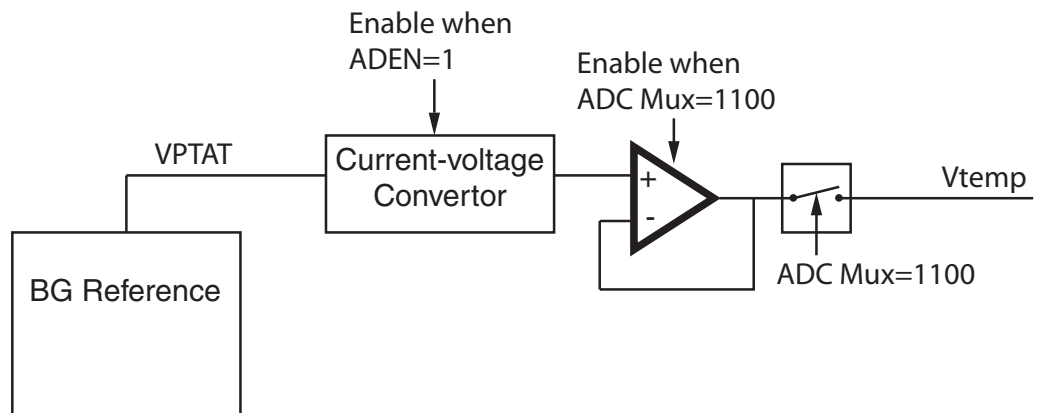 Enable when
ADEN=1
Enable when
ADC Mux=1100
VPTAT
Current-voltage
Convertor
+
-
Vtemp
BG Reference
ADC Mux=1100